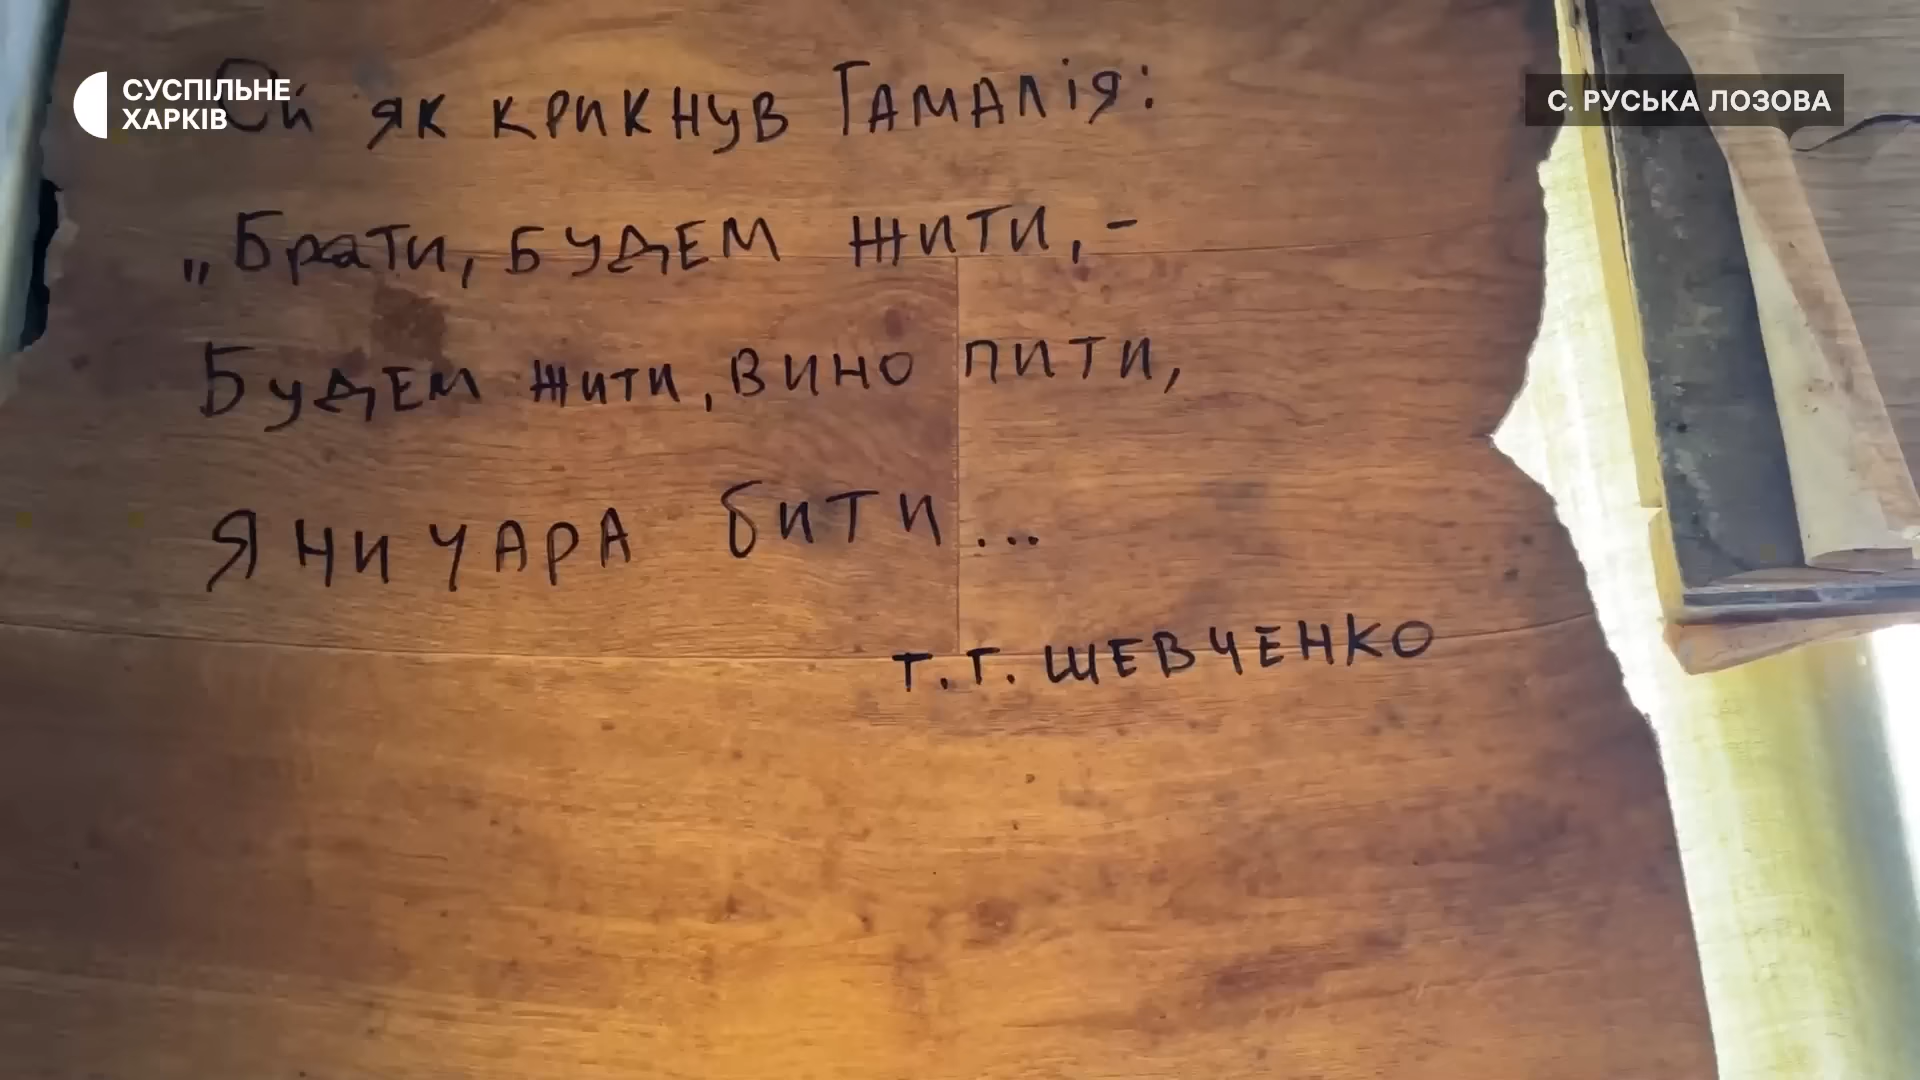 СУСПІЛЬНЕ
ХАРКІВ
С. РУСЬКА ЛОЗОВА
Ой як крикнув Гамалія:
„Брати, будем жити,-
Будем жити, вино пити,
Яничара бити...
Т.Г. ШЕВЧЕНКО